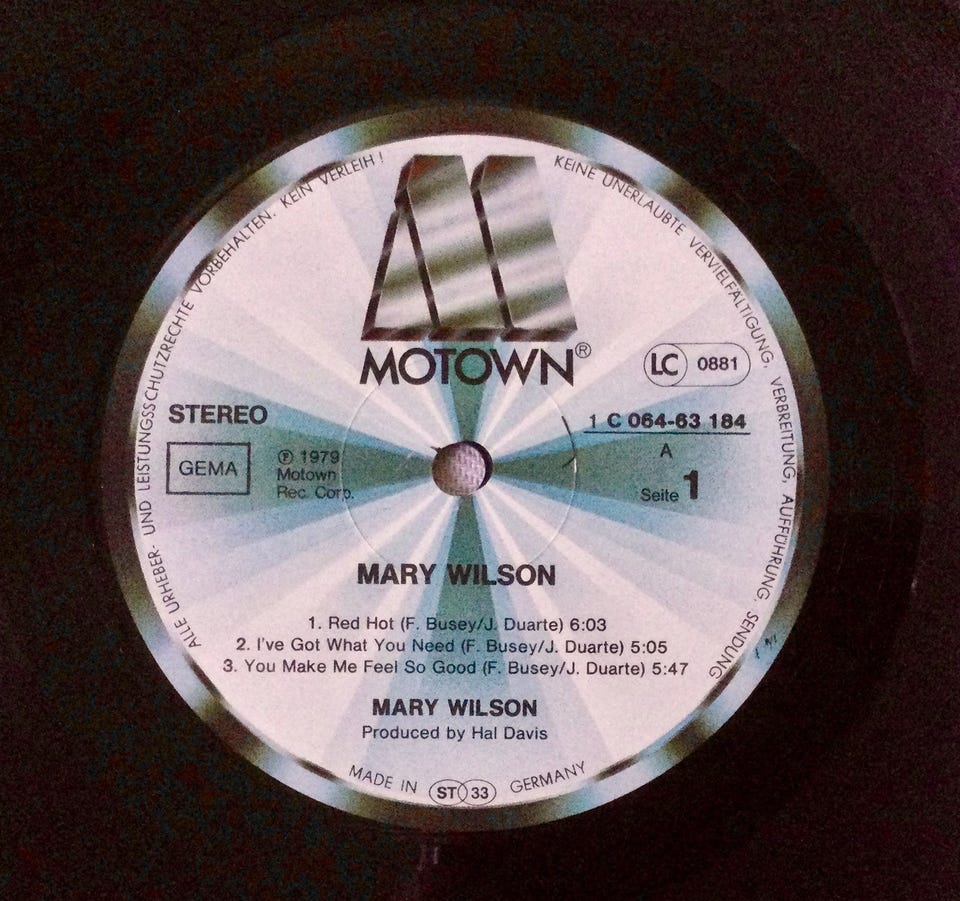 ALLE URHEBER- UND LEISTUNGSSCHUTZRECHTE VORBEHALTEN. KEIN VERLEIH!
KEINE UNERLAUBTE VERVIELFÄLTIGUNG, VERBREITUNG, AUFFÜHRUNG, SENDUNG
MOTOWN®
LC 0881
STEREO
1 C 064-63 184
GEMA
℗ 1979
Motown
Rec. Corp.
A
Seite 1
MARY WILSON
1. Red Hot (F. Busey/J. Duarte) 6:03
2. I've Got What You Need (F. Busey/J. Duarte) 5:05
3. You Make Me Feel So Good (F. Busey/J. Duarte) 5:47
MARY WILSON
Produced by Hal Davis
MADE IN ST 33 GERMANY